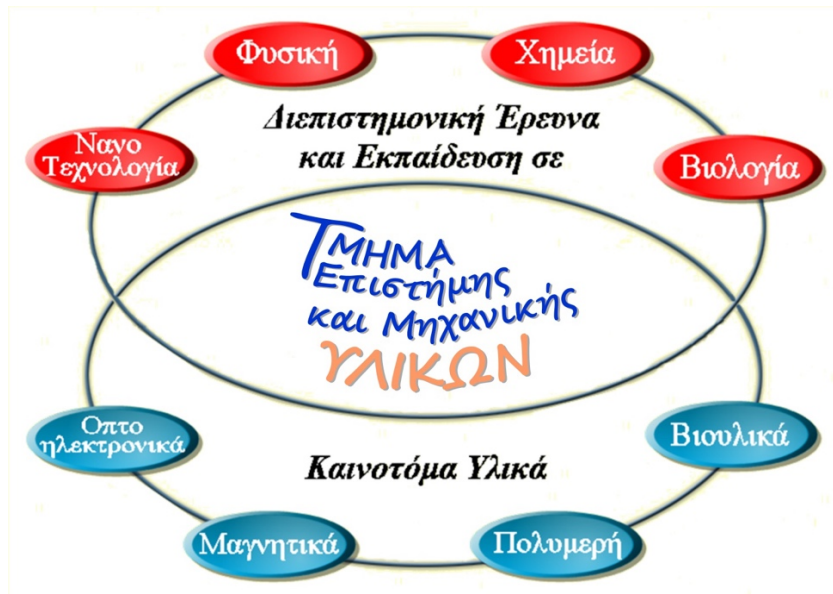 Φυσική
Χημεία
Διεπιστημονική Έρευνα
και Εκπαίδευση σε
Νανο
Τεχνολογία
Βιολογία
ΤΜΗΜΑ
Επιστήμης
και Μηχανικής
ΥΛΙΚΩΝ
Οπτο
ηλεκτρονικά
Βιουλικά
Καινοτόμα Υλικά
Μαγνητικά
Πολυμερή